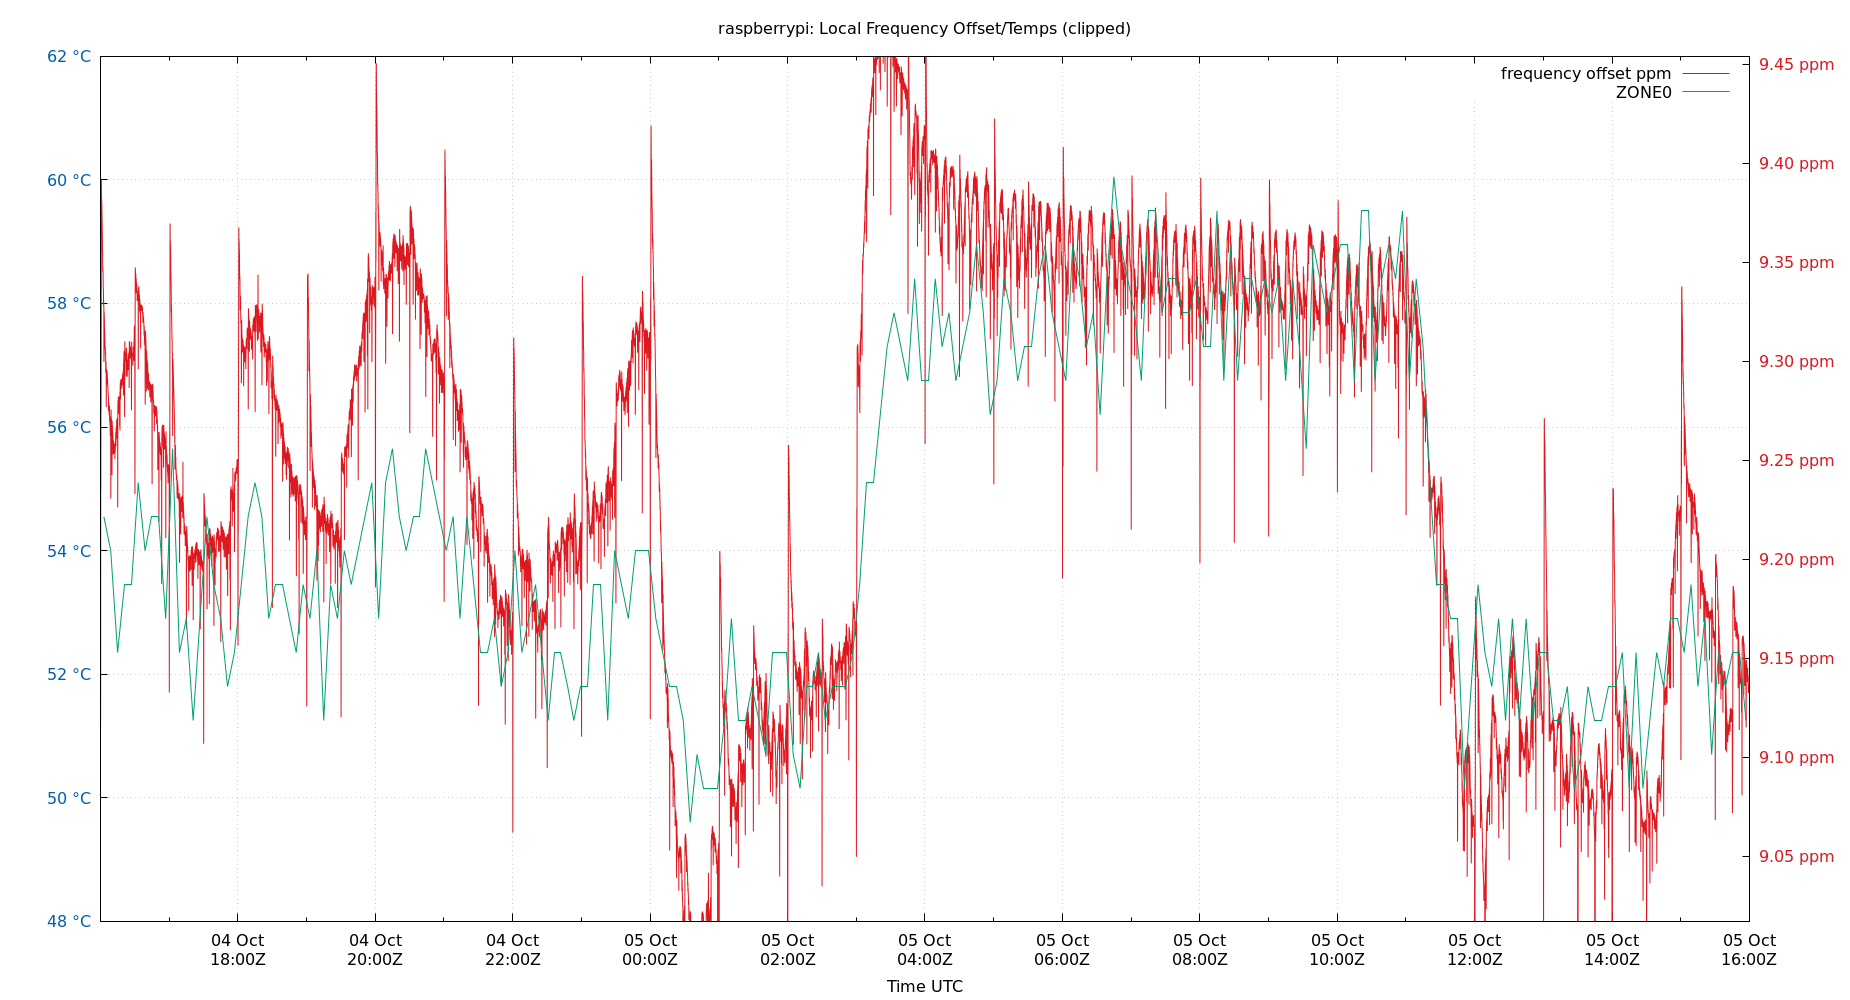 raspberrypi: Local Frequency Offset/Temps (clipped)
frequency offset ppm
ZONE0
62 °C
60 °C
58 °C
56 °C
54 °C
52 °C
50 °C
48 °C
9.45 ppm
9.40 ppm
9.35 ppm
9.30 ppm
9.25 ppm
9.20 ppm
9.15 ppm
9.10 ppm
9.05 ppm
04 Oct
18:00Z
04 Oct
20:00Z
04 Oct
22:00Z
05 Oct
00:00Z
05 Oct
02:00Z
05 Oct
04:00Z
05 Oct
06:00Z
05 Oct
08:00Z
05 Oct
10:00Z
05 Oct
12:00Z
05 Oct
14:00Z
05 Oct
16:00Z
Time UTC